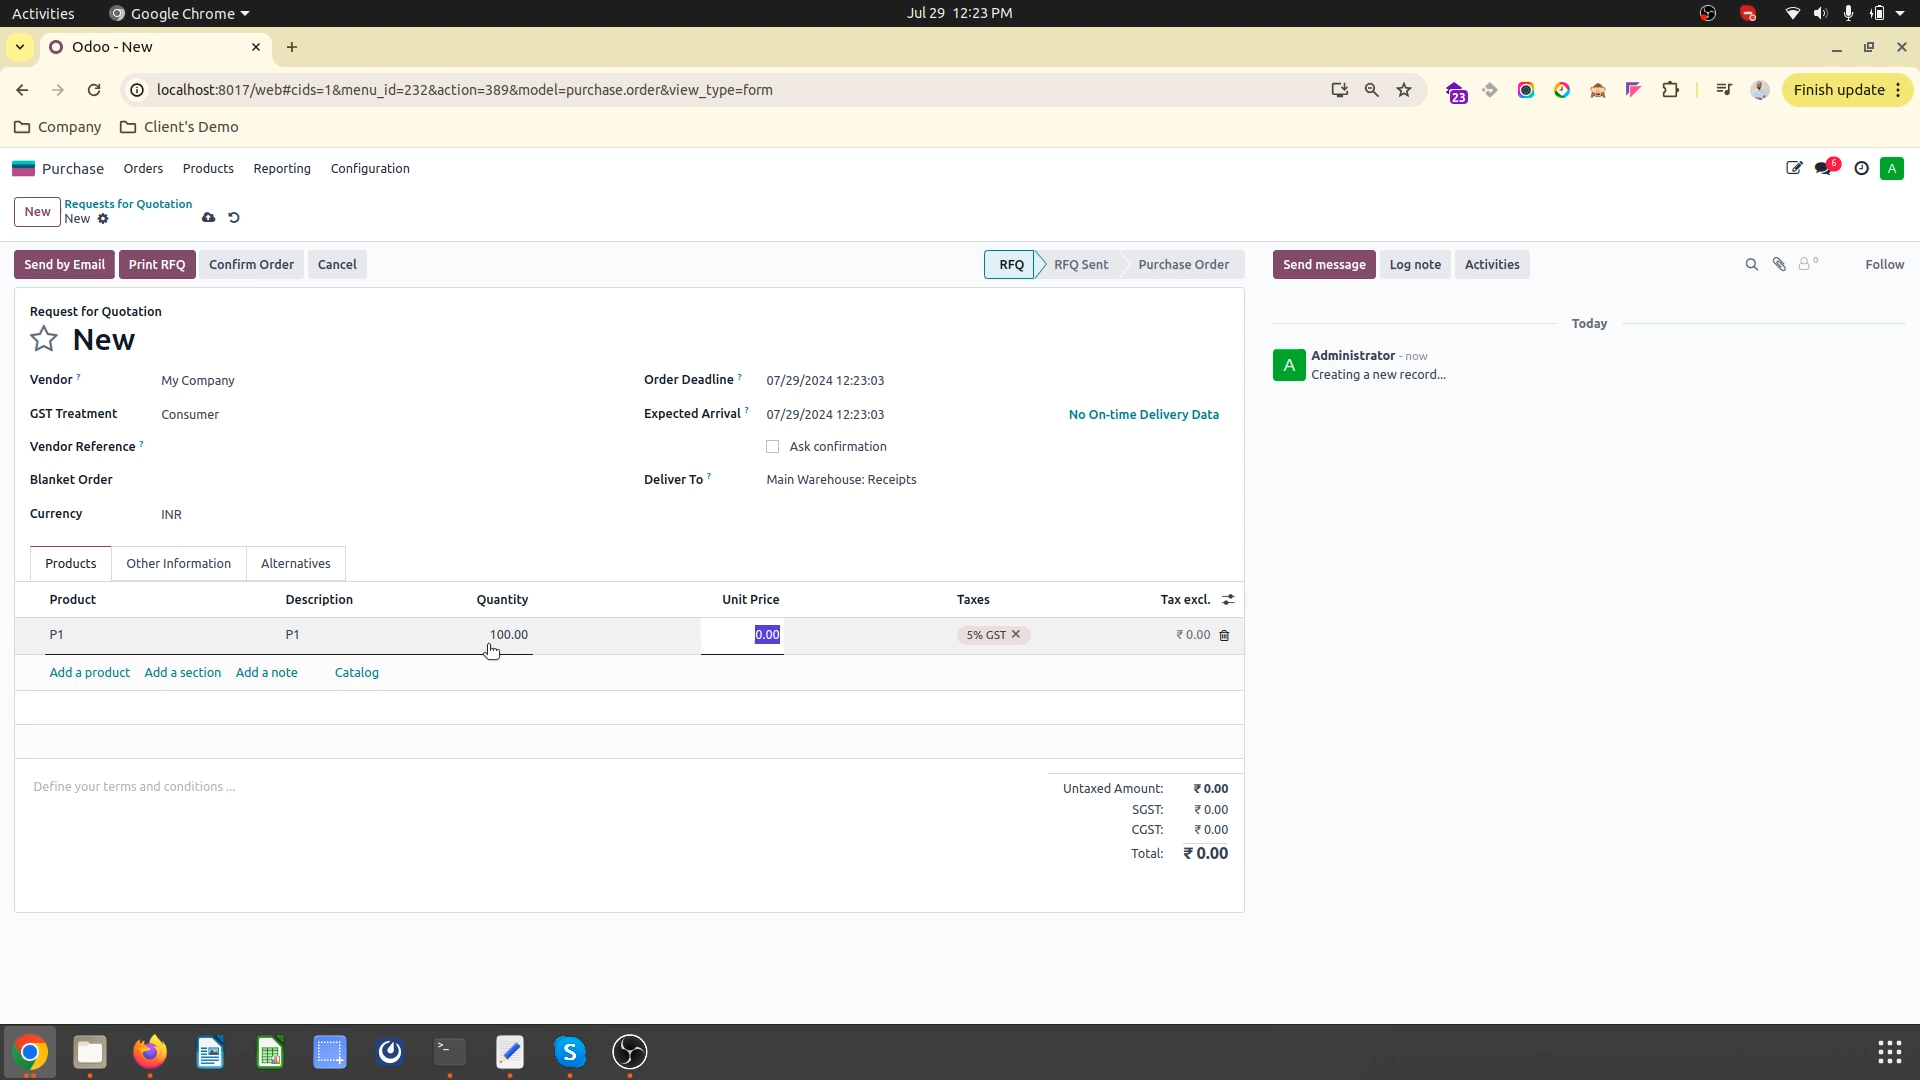 Activities Google Chrome Jul 29 12:23 PM
Odoo - New
localhost:8017/web#cids=1&menu_id=232&action=389&model=purchase.order&view_type=form 23 Finish update
Company Client's Demo
Purchase Orders Products Reporting Configuration 6 A
New Requests for Quotation
New
Send by Email Print RFQ Confirm Order Cancel RFQ RFQ Sent Purchase Order Send message Log note Activities 0 Follow
Request for Quotation
New
Today
Administrator - now
A
Creating a new record...
Vendor ? My Company Order Deadline ? 07/29/2024 12:23:03
GST Treatment Consumer Expected Arrival ? 07/29/2024 12:23:03 No On-time Delivery Data
Vendor Reference ? Ask confirmation
Blanket Order Deliver To ? Main Warehouse: Receipts
Currency INR
Products Other Information Alternatives
Product Description Quantity Unit Price Taxes Tax excl.
P1 P1 100.00 0.00 5% GST ₹ 0.00
Add a product Add a section Add a note Catalog
Define your terms and conditions ...
Untaxed Amount: ₹ 0.00
SGST: ₹ 0.00
CGST: ₹ 0.00
Total: ₹ 0.00